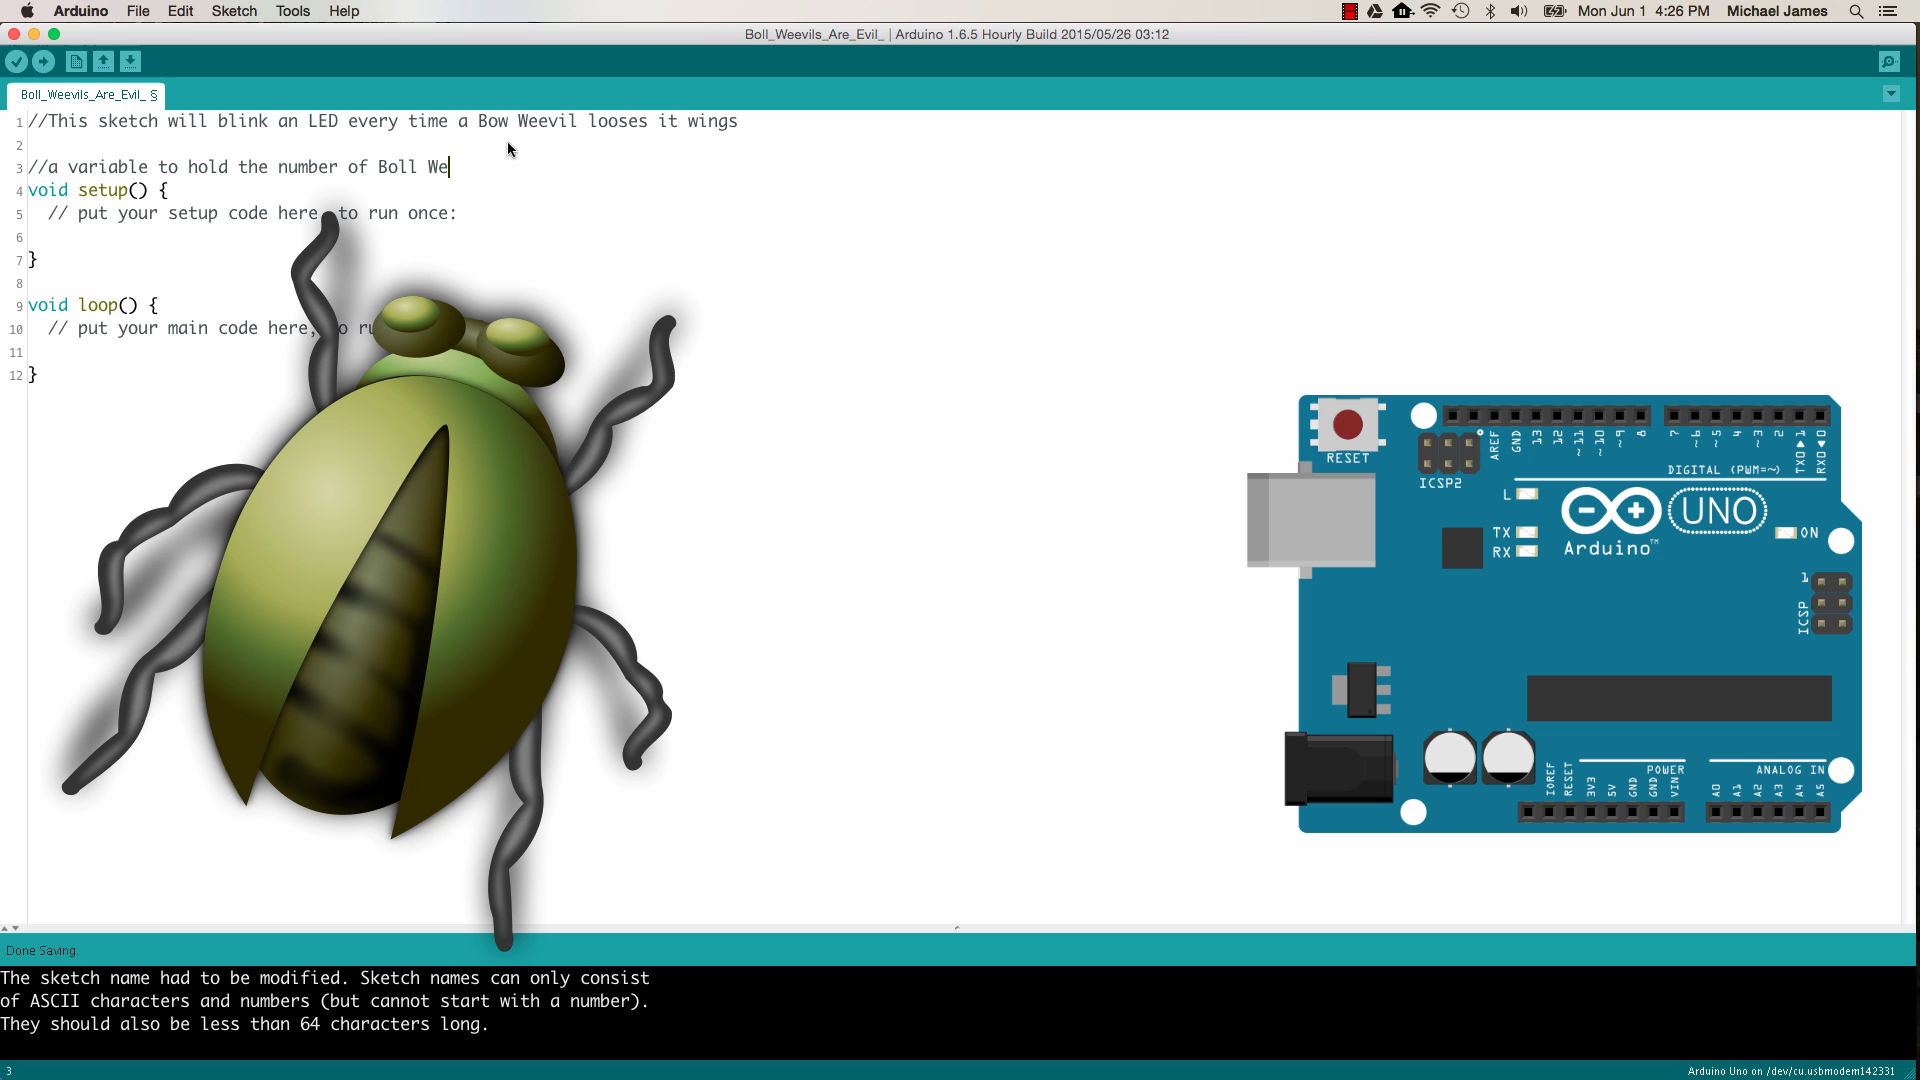 Arduino File Edit Sketch Tools Help Mon Jun 1 4:26 PM Michael James
Boll_Weevils_Are_Evil_ | Arduino 1.6.5 Hourly Build 2015/05/26 03:12
Boll_Weevils_Are_Evil_ §
1 //This sketch will blink an LED every time a Bow Weevil looses it wings
2
3 //a variable to hold the number of Boll We
4 void setup() {
5 // put your setup code here, to run once:
6
7 }
8
9 void loop() {
10 // put your main code here,
11
12 }
RESET
ICSP2
AREF
GND
13
12
~11
~10
~9
8
7
~6
~5
4
~3
2
TX0▶1
RX0◀0
DIGITAL (PWM=~)
L
TX
RX
UNO
Arduino™
ON
1
ICSP
IOREF
RESET
3V3
5V
GND
GND
VIN
POWER
ANALOG IN
A0
A1
A2
A3
A4
A5
Done Saving.
The sketch name had to be modified. Sketch names can only consist
of ASCII characters and numbers (but cannot start with a number).
They should also be less than 64 characters long.
3 Arduino Uno on /dev/cu.usbmodem142331